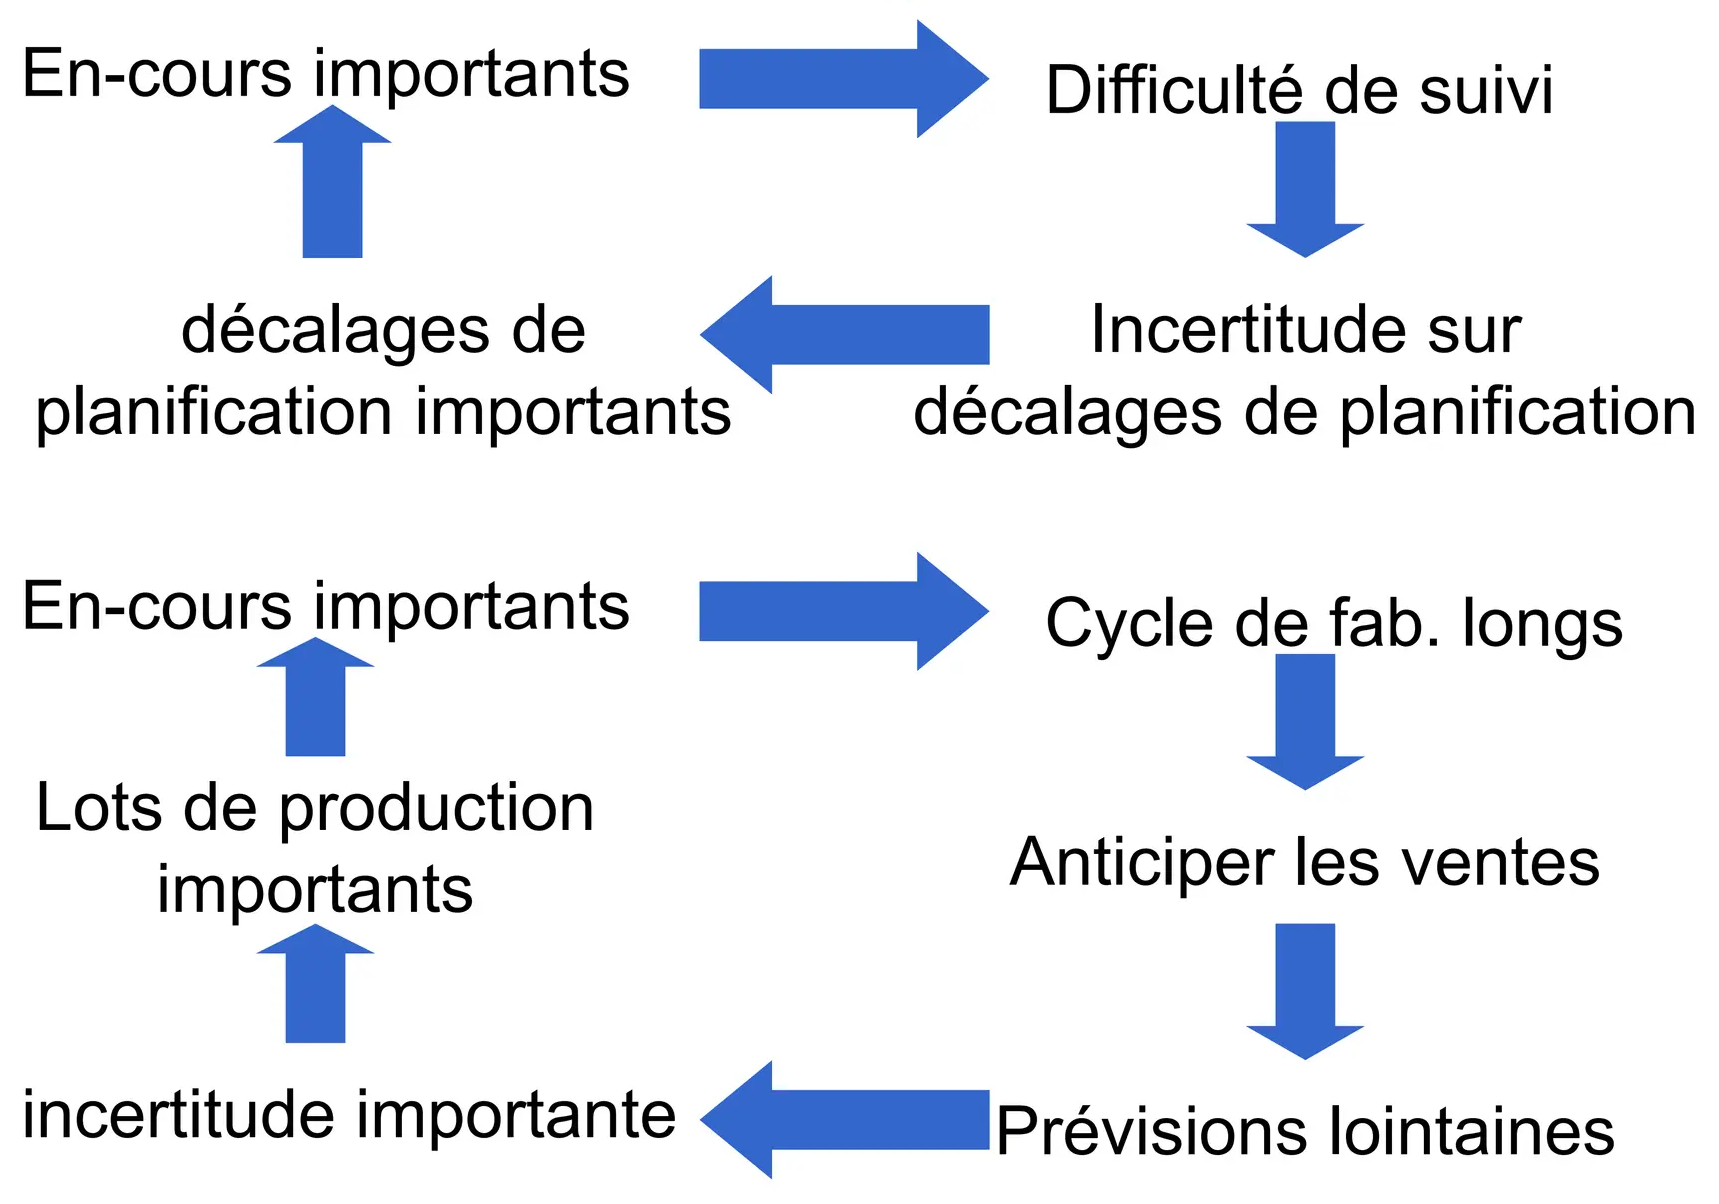 En-cours importants
Difficulté de suivi
décalages de
planification importants
Incertitude sur
décalages de planification
En-cours importants
Cycle de fab. longs
Lots de production
importants
Anticiper les ventes
incertitude importante
Prévisions lointaines